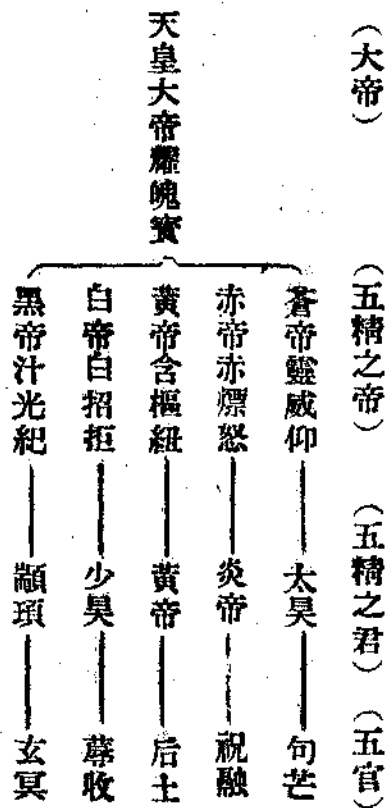 （大帝）（五精之帝）（五精之君）（五官）
天皇大帝耀魄寶
蒼帝靈威仰——太昊——句芒
赤帝赤熛怒——炎帝——祝融
黃帝含樞紐——黃帝——后土
白帝白招拒——少昊——蓐收
黑帝汁光紀——顓頊——玄冥